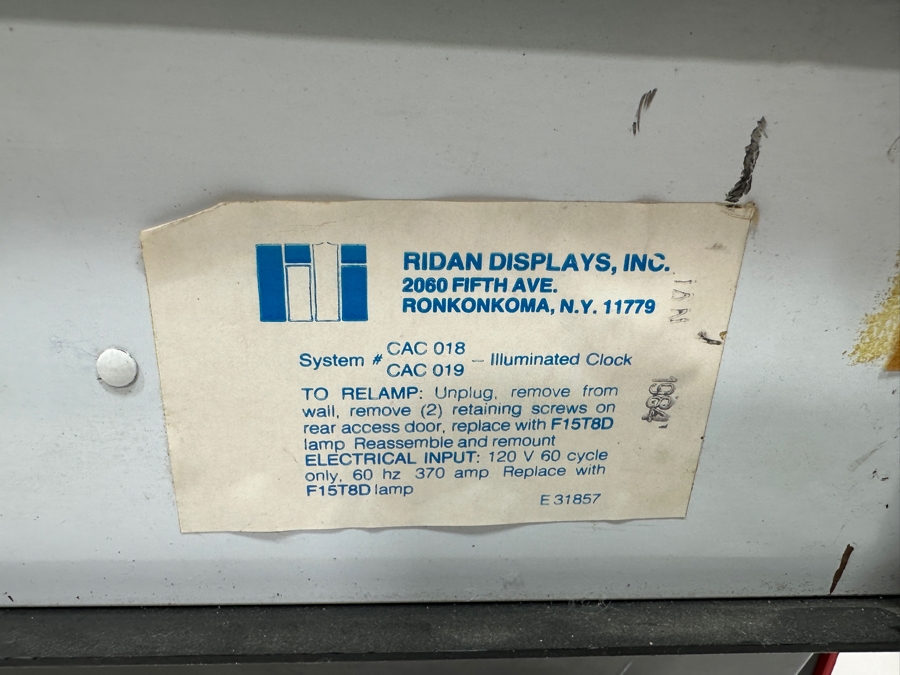 RIDAN DISPLAYS, INC.
2060 FIFTH AVE.
RONKONKOMA, N.Y. 11779
System # CAC 018
CAC 019 – Illuminated Clock
TO RELAMP: Unplug, remove from
wall, remove (2) retaining screws on
rear access door, replace with F15T8D
lamp Reassemble and remount
ELECTRICAL INPUT: 120 V 60 cycle
only, 60 hz 370 amp Replace with
F15T8D lamp
E 31857
JAN
1984